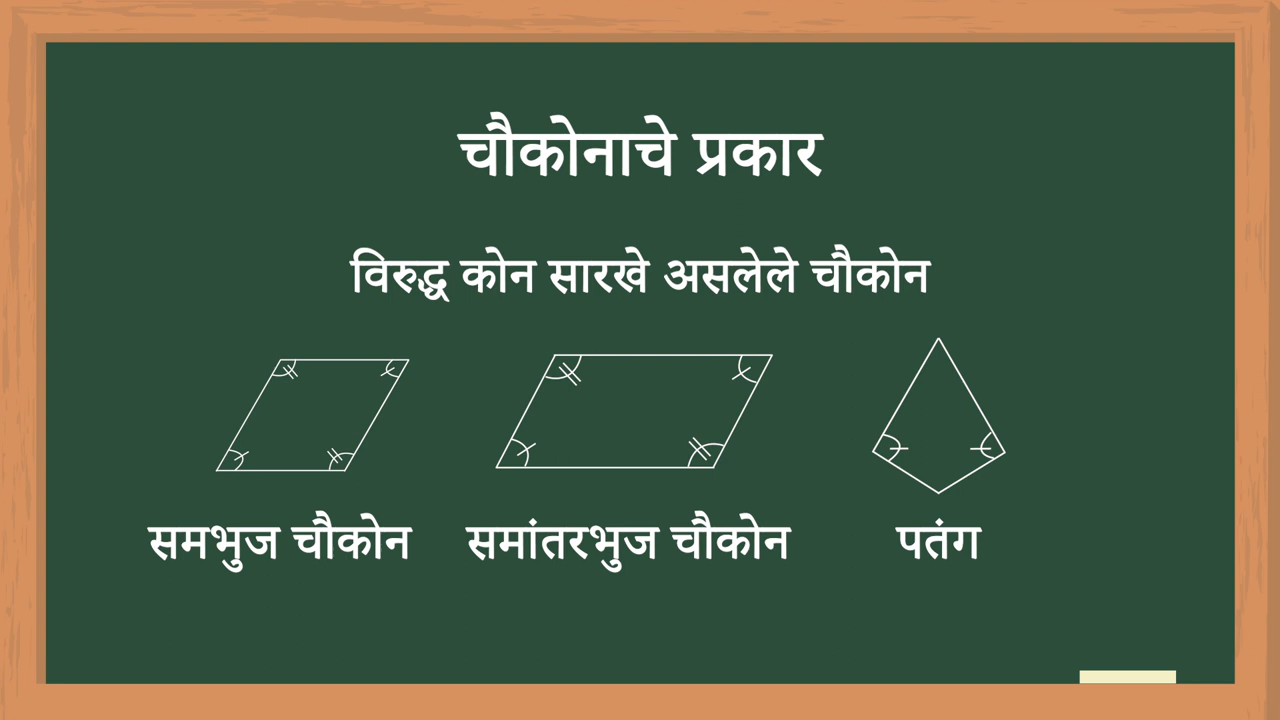 चौकोनाचे प्रकार
विरुद्ध कोन सारखे असलेले चौकोन
समभुज चौकोन समांतरभुज चौकोन पतंग